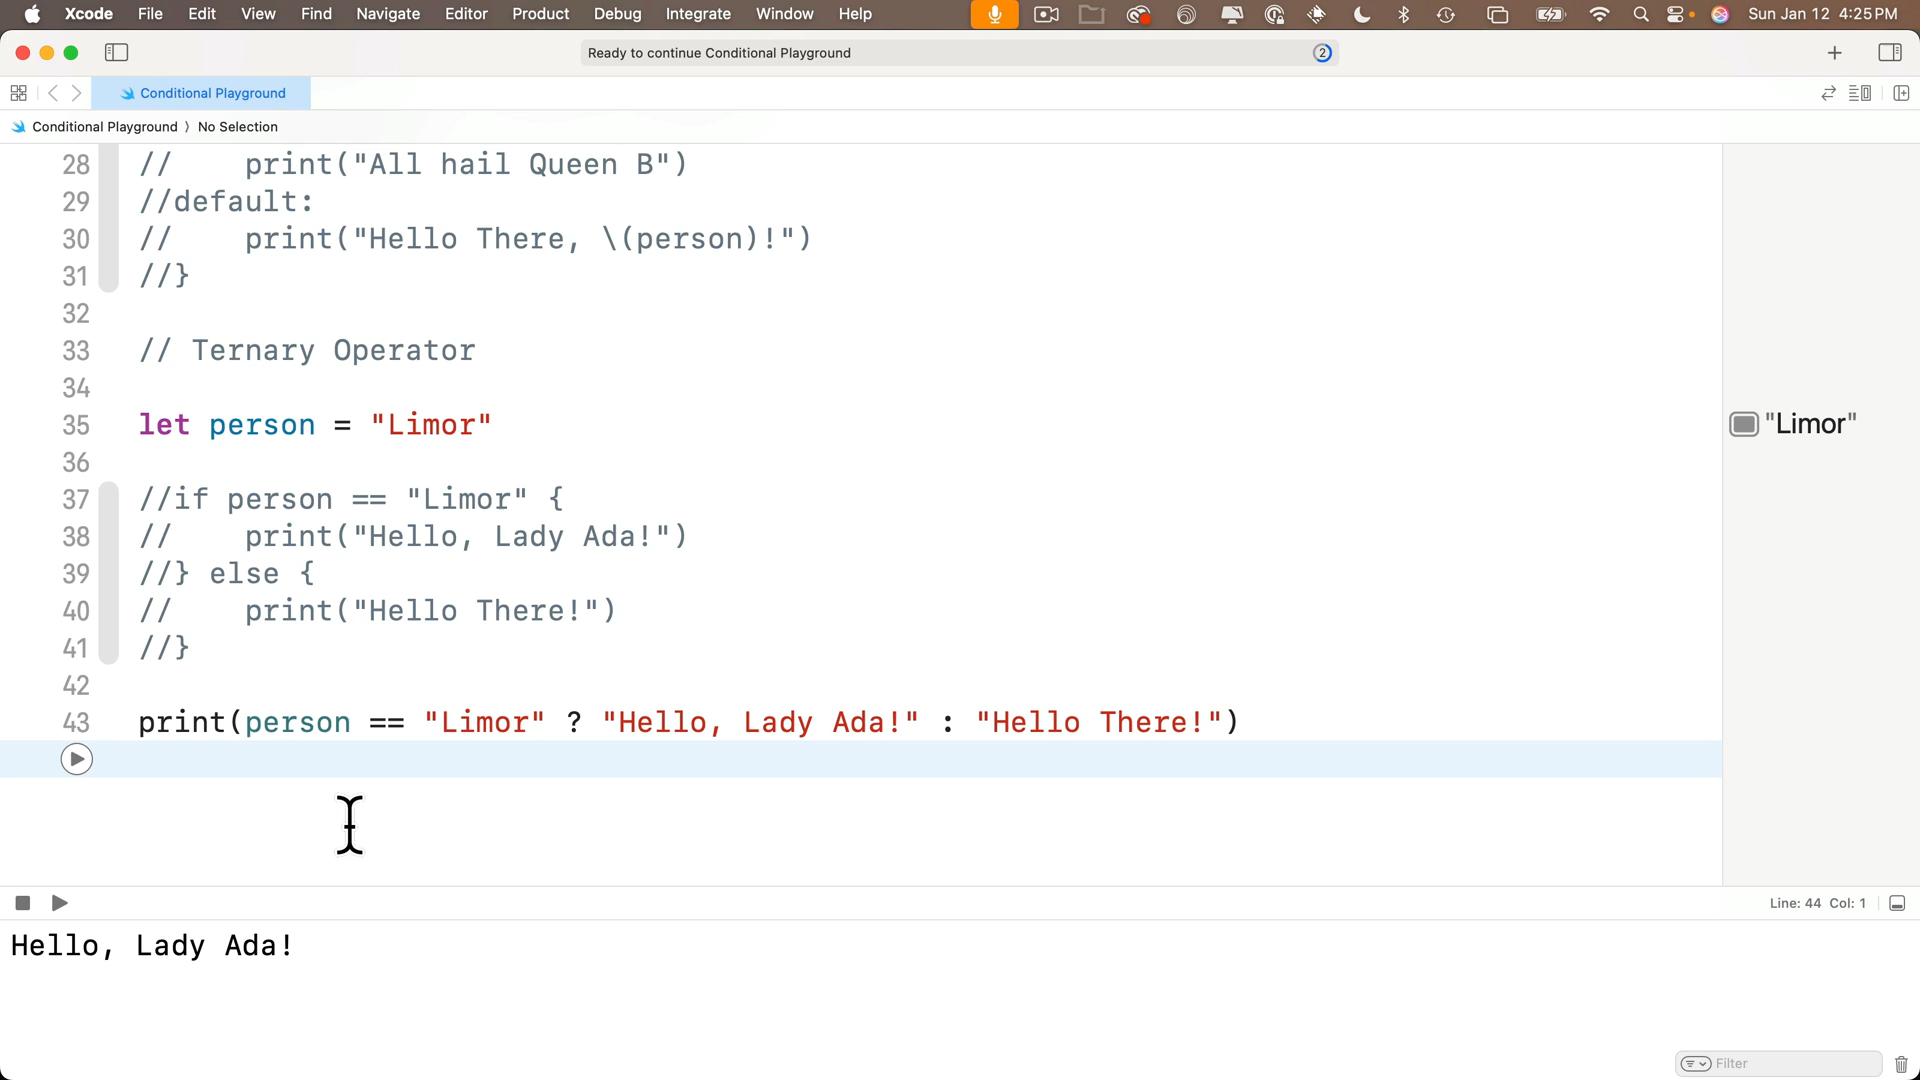 Xcode File Edit View Find Navigate Editor Product Debug Integrate Window Help Sun Jan 12 4:25 PM
Ready to continue Conditional Playground 2
Conditional Playground
Conditional Playground 〉 No Selection
28 //    print("All hail Queen B")
29 //default:
30 //    print("Hello There, \(person)!")
31 //}
32
33 // Ternary Operator
34
35 let person = "Limor" "Limor"
36
37 //if person == "Limor" {
38 //    print("Hello, Lady Ada!")
39 //} else {
40 //    print("Hello There!")
41 //}
42
43 print(person == "Limor" ? "Hello, Lady Ada!" : "Hello There!")
Line: 44 Col: 1
Hello, Lady Ada!
Filter